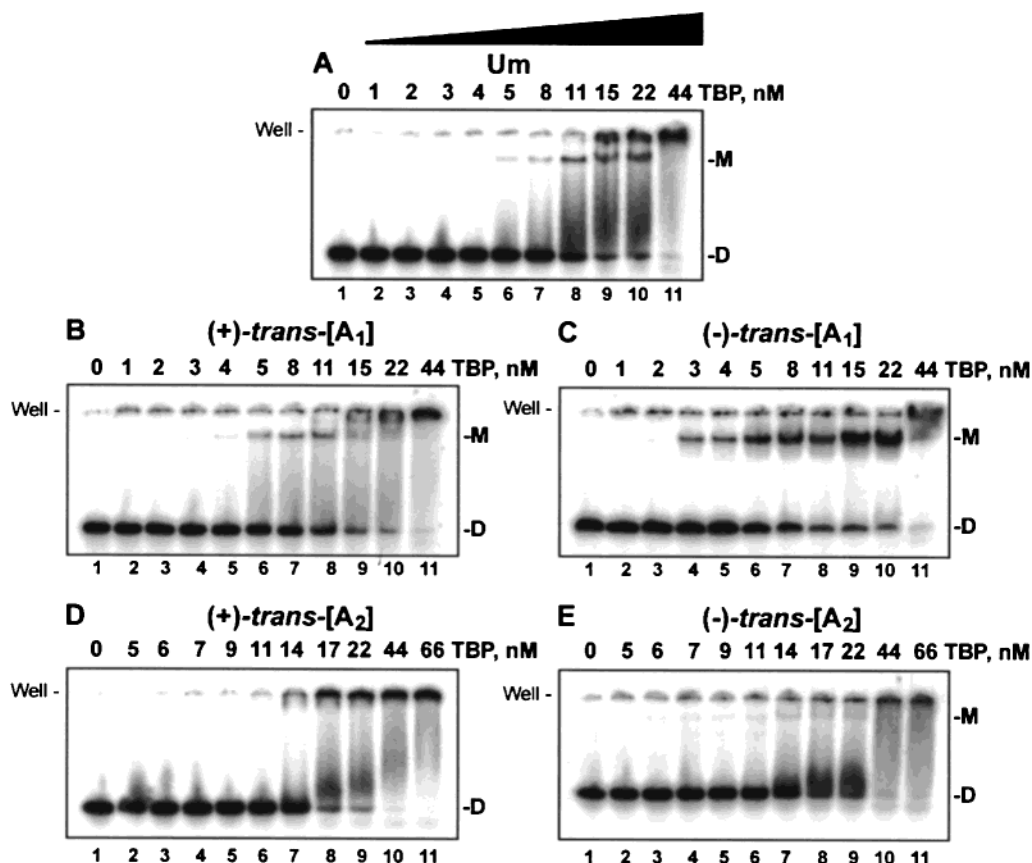 A
Um
0 1 2 3 4 5 8 11 15 22 44 TBP, nM
Well -
-M
-D
1 2 3 4 5 6 7 8 9 10 11
B (+)-trans-[A1]
0 1 2 3 4 5 8 11 15 22 44 TBP, nM
Well -
-M
-D
1 2 3 4 5 6 7 8 9 10 11
C (-)-trans-[A1]
0 1 2 3 4 5 8 11 15 22 44 TBP, nM
Well -
-M
-D
1 2 3 4 5 6 7 8 9 10 11
D (+)-trans-[A2]
0 5 6 7 9 11 14 17 22 44 66 TBP, nM
Well -
-D
1 2 3 4 5 6 7 8 9 10 11
E (-)-trans-[A2]
0 5 6 7 9 11 14 17 22 44 66 TBP, nM
Well -
-M
-D
1 2 3 4 5 6 7 8 9 10 11